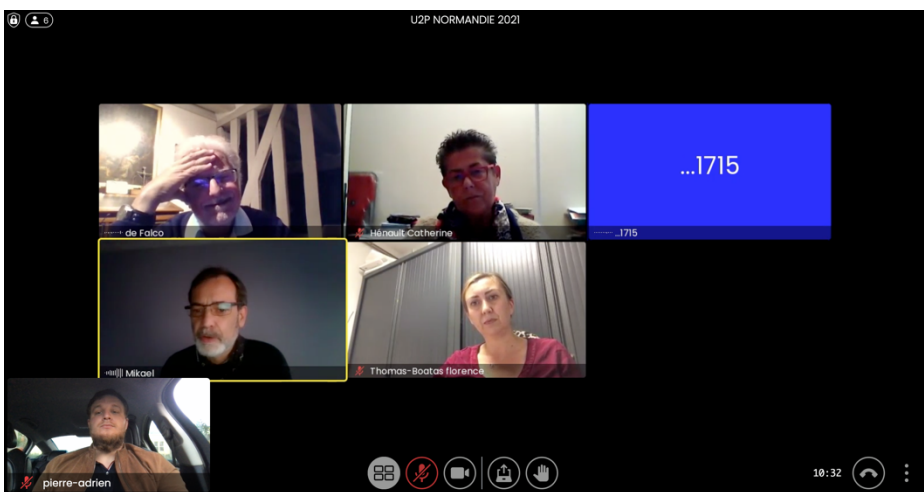 6
U2P NORMANDIE 2021
...1715
de Falco
Hénault Catherine
...1715
Mikael
Thomas-Boatas florence
pierre-adrien
10:32